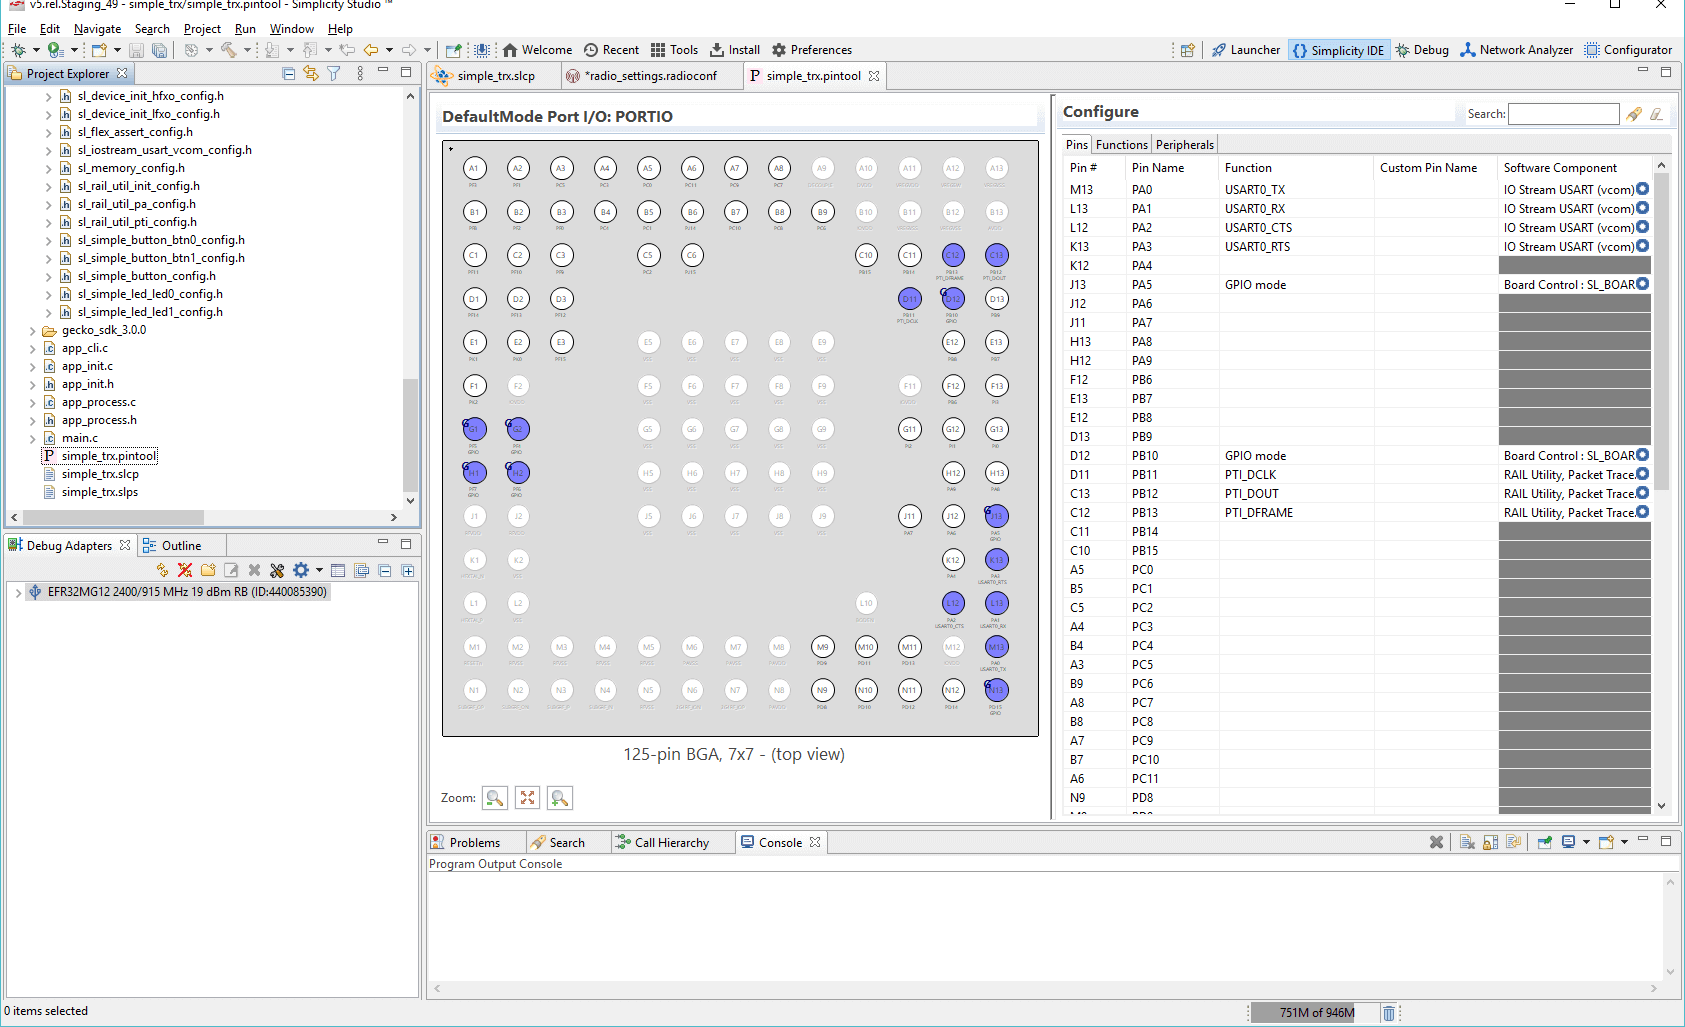 v5.rel.Staging_49 - simple_trx/simple_trx.pintool - Simplicity Studio ™
File Edit Navigate Search Project Run Window Help
Welcome Recent Tools Install Preferences
Launcher Simplicity IDE Debug Network Analyzer Configurator
Project Explorer
sl_device_init_hfxo_config.h
sl_device_init_lfxo_config.h
sl_flex_assert_config.h
sl_iostream_usart_vcom_config.h
sl_memory_config.h
sl_rail_util_init_config.h
sl_rail_util_pa_config.h
sl_rail_util_pti_config.h
sl_simple_button_btn0_config.h
sl_simple_button_btn1_config.h
sl_simple_button_config.h
sl_simple_led_led0_config.h
sl_simple_led_led1_config.h
gecko_sdk_3.0.0
app_cli.c
app_init.c
app_init.h
app_process.c
app_process.h
main.c
simple_trx.pintool
simple_trx.slcp
simple_trx.slps
Debug Adapters Outline
EFR32MG12 2400/915 MHz 19 dBm RB (ID:440085390)
0 items selected
simple_trx.slcp *radio_settings.radioconf simple_trx.pintool
DefaultMode Port I/O: PORTIO
A1 A2 A3 A4 A5 A6 A7 A8 A9 A10 A11 A12 A13
B1 B2 B3 B4 B5 B6 B7 B8 B9 B10 B11 B12 B13
C1 C2 C3 C5 C6 C10 C11 C12 C13
D1 D2 D3 D11 D12 D13
E1 E2 E3 E5 E6 E7 E8 E9 E12 E13
F1 F2 F5 F6 F7 F8 F9 F11 F12 F13
G1 G2 G5 G6 G7 G8 G9 G11 G12 G13
H1 H2 H5 H6 H7 H8 H9 H12 H13
J1 J2 J5 J6 J7 J8 J9 J11 J12 J13
K1 K2 K12 K13
L1 L2 L10 L12 L13
M1 M2 M3 M4 M5 M6 M7 M8 M9 M10 M11 M12 M13
N1 N2 N3 N4 N5 N6 N7 N8 N9 N10 N11 N12 N13
125-pin BGA, 7x7 - (top view)
Zoom:
Configure
Search:
Pins Functions Peripherals
Pin # Pin Name Function Custom Pin Name Software Component
M13 PA0 USART0_TX IO Stream USART (vcom)
L13 PA1 USART0_RX IO Stream USART (vcom)
L12 PA2 USART0_CTS IO Stream USART (vcom)
K13 PA3 USART0_RTS IO Stream USART (vcom)
K12 PA4
J13 PA5 GPIO mode Board Control : SL_BOAR
J12 PA6
J11 PA7
H13 PA8
H12 PA9
F12 PB6
E13 PB7
E12 PB8
D13 PB9
D12 PB10 GPIO mode Board Control : SL_BOAR
D11 PB11 PTI_DCLK RAIL Utility, Packet Trace
C13 PB12 PTI_DOUT RAIL Utility, Packet Trace
C12 PB13 PTI_DFRAME RAIL Utility, Packet Trace
C11 PB14
C10 PB15
A5 PC0
B5 PC1
C5 PC2
A4 PC3
B4 PC4
A3 PC5
B9 PC6
A8 PC7
B8 PC8
A7 PC9
B7 PC10
A6 PC11
N9 PD8
Problems Search Call Hierarchy Console
Program Output Console
751M of 946M